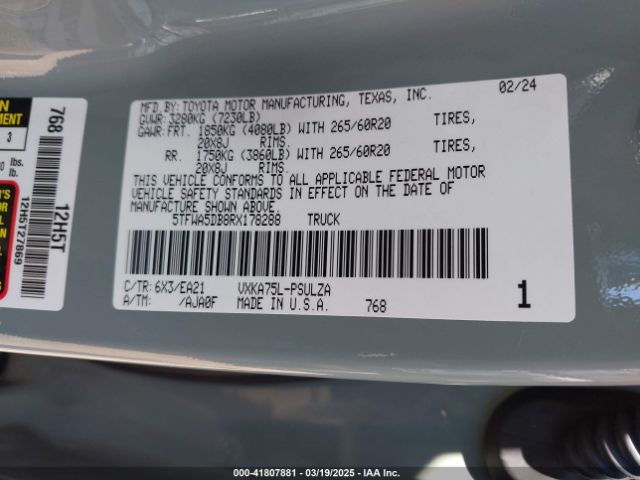 MFD. BY: TOYOTA MOTOR MANUFACTURING, TEXAS, INC. 02/24
GVWR: 3280KG (7230LB)
GAWR: FRT. 1850KG (4080LB) WITH 265/60R20 TIRES,
20X8J RIMS.
RR. 1750KG (3860LB) WITH 265/60R20 TIRES,
20X8J RIMS.
THIS VEHICLE CONFORMS TO ALL APPLICABLE FEDERAL MOTOR
VEHICLE SAFETY STANDARDS IN EFFECT ON THE DATE OF
MANUFACTURE SHOWN ABOVE.
5TFWA5DB8RX178288 TRUCK
C/TR: 6X3/EA21 VXKA75L-PSULZA
A/TM: /AJA0F MADE IN U.S.A. 768 1
768 12H5T
12H5T27869
3
lbs.
lb.
000-41807881 - 03/19/2025 - IAA Inc.